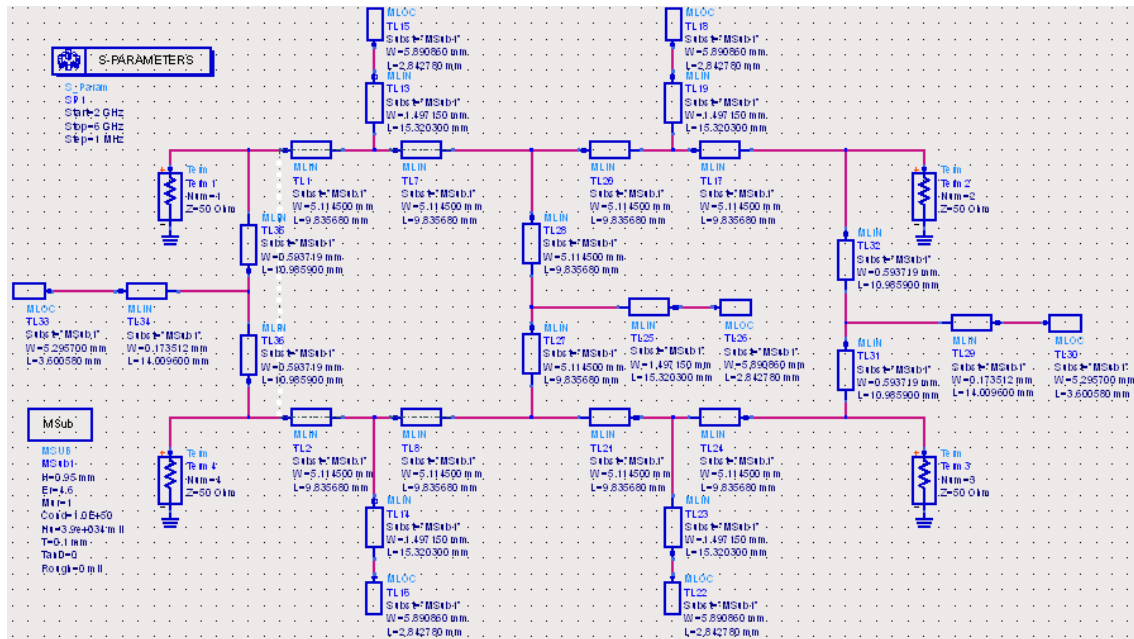 S-PARAMETERS
S_Param
SP1
Start=2 GHz
Stop=6 GHz
Step=1 MHz
MLOC
TL15
Subst="MSub1"
W=5.890860 mm
L=2.842780 mm
MLIN
TL13
Subst="MSub1"
W=1.497150 mm
L=15.320300 mm
MLOC
TL18
Subst="MSub1"
W=5.890860 mm
L=2.842780 mm
MLIN
TL19
Subst="MSub1"
W=1.497150 mm
L=15.320300 mm
Term
Term1
Num=1
Z=50 Ohm
MLIN
TL1
Subst="MSub1"
W=5.114500 mm
L=9.835680 mm
MLIN
TL7
Subst="MSub1"
W=5.114500 mm
L=9.835680 mm
MLIN
Subst="MSub1"
W=5.114500 mm
L=9.835680 mm
MLIN
TL17
Subst="MSub1"
W=5.114500 mm
L=9.835680 mm
Term
Term2
Num=2
Z=50 Ohm
MLIN
TL35
Subst="MSub1"
W=0.593719 mm
L=10.985900 mm
MLIN
TL28
Subst="MSub1"
W=5.114500 mm
L=9.835680 mm
MLIN
TL32
Subst="MSub1"
W=0.593719 mm
L=10.985900 mm
MLOC
TL33
Subst="MSub1"
W=5.295700 mm
L=3.600580 mm
MLIN
TL34
Subst="MSub1"
W=0.173512 mm
L=14.009600 mm
MLIN
TL36
Subst="MSub1"
W=0.593719 mm
L=10.985900 mm
MLIN
TL27
Subst="MSub1"
W=5.114500 mm
L=9.835680 mm
MLIN
TL25
Subst="MSub1"
W=1.497150 mm
L=15.320300 mm
MLOC
TL26
Subst="MSub1"
W=5.890860 mm
L=2.842780 mm
MLIN
TL31
Subst="MSub1"
W=0.593719 mm
L=10.985900 mm
MLIN
TL29
Subst="MSub1"
W=0.173512 mm
L=14.009600 mm
MLOC
TL30
Subst="MSub1"
W=5.295700 mm
L=3.600580 mm
MSub
MSUB
MSub1
H=0.95 mm
Er=4.6
Mur=1
Cond=1.0E+50
Hu=3.9e+034 mil
T=0.1 mm
TanD=0
Rough=0 mil
Term
Term4
Num=4
Z=50 Ohm
MLIN
TL2
Subst="MSub1"
W=5.114500 mm
L=9.835680 mm
MLIN
TL8
Subst="MSub1"
W=5.114500 mm
L=9.835680 mm
MLIN
TL21
Subst="MSub1"
W=5.114500 mm
L=9.835680 mm
MLIN
TL24
Subst="MSub1"
W=5.114500 mm
L=9.835680 mm
Term
Term3
Num=3
Z=50 Ohm
MLIN
TL14
Subst="MSub1"
W=1.497150 mm
L=15.320300 mm
MLOC
TL16
Subst="MSub1"
W=5.890860 mm
L=2.842780 mm
MLIN
TL23
Subst="MSub1"
W=1.497150 mm
L=15.320300 mm
MLOC
TL22
Subst="MSub1"
W=5.890860 mm
L=2.842780 mm